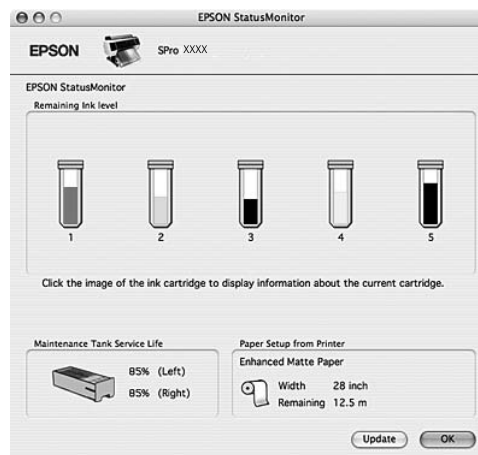 EPSON StatusMonitor
EPSON
SPro XXXX
EPSON StatusMonitor
Remaining Ink level
1 2 3 4 5
Click the image of the ink cartridge to display information about the current cartridge.
Maintenance Tank Service Life
85% (Left)
85% (Right)
Paper Setup from Printer
Enhanced Matte Paper
Width 28 inch
Remaining 12.5 m
Update OK